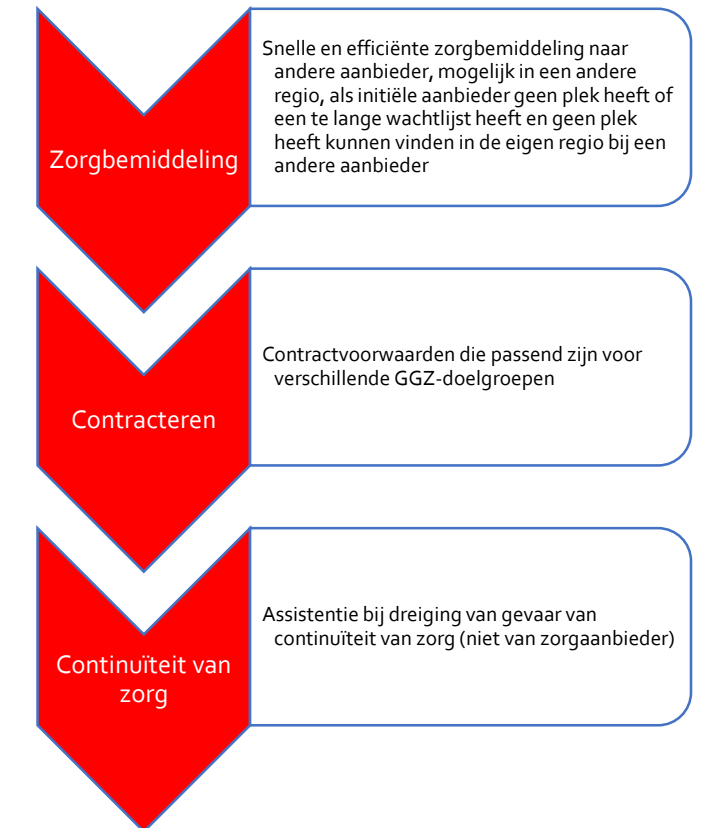 Zorgbemiddeling
Snelle en efficiënte zorgbemiddeling naar
andere aanbieder, mogelijk in een andere
regio, als initiële aanbieder geen plek heeft of
een te lange wachtlijst heeft en geen plek
heeft kunnen vinden in de eigen regio bij een
andere aanbieder
Contracteren
Contractvoorwaarden die passend zijn voor
verschillende GGZ-doelgroepen
Continuïteit van
zorg
Assistentie bij dreiging van gevaar van
continuïteit van zorg (niet van zorgaanbieder)